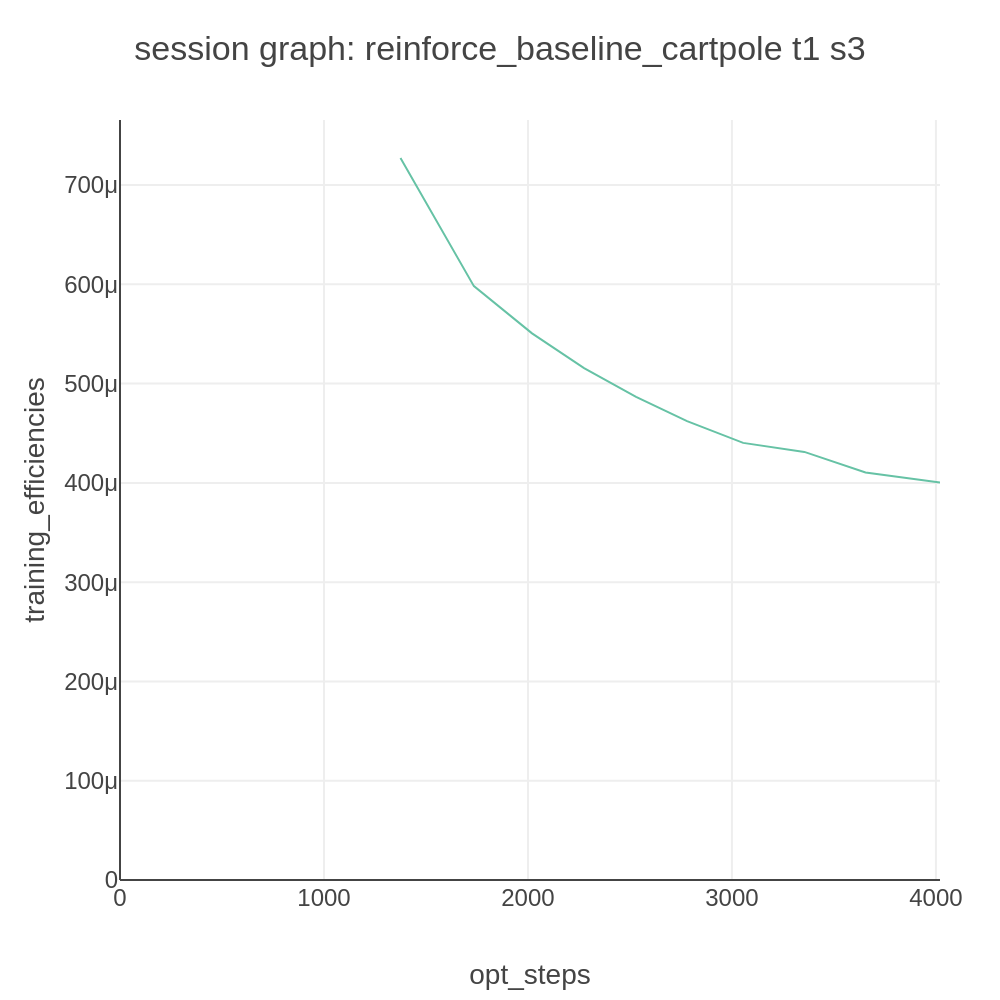 session graph: reinforce_baseline_cartpole t1 s3
training_efficiencies
700μ
600μ
500μ
400μ
300μ
200μ
100μ
0
0 1000 2000 3000 4000
opt_steps